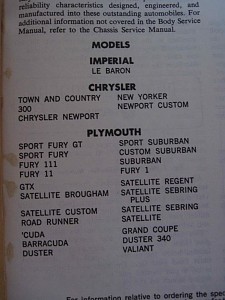 reliability characteristics designed, engineered, and
manufactured into these outstanding automobiles. For
additional information not covered in the Body Service
Manual, refer to the Chassis Service Manual.
MODELS
IMPERIAL
LE BARON
CHRYSLER
TOWN AND COUNTRY NEW YORKER
300 NEWPORT CUSTOM
CHRYSLER NEWPORT
PLYMOUTH
SPORT FURY GT SPORT SUBURBAN
SPORT FURY CUSTOM SUBURBAN
FURY 111 SUBURBAN
FURY 11 FURY 1
GTX SATELLITE REGENT
SATELLITE BROUGHAM SATELLITE SEBRING
PLUS
SATELLITE CUSTOM SATELLITE SEBRING
ROAD RUNNER SATELLITE
'CUDA GRAND COUPE
BARRACUDA DUSTER 340
DUSTER VALIANT
For information relative to ordering the spec